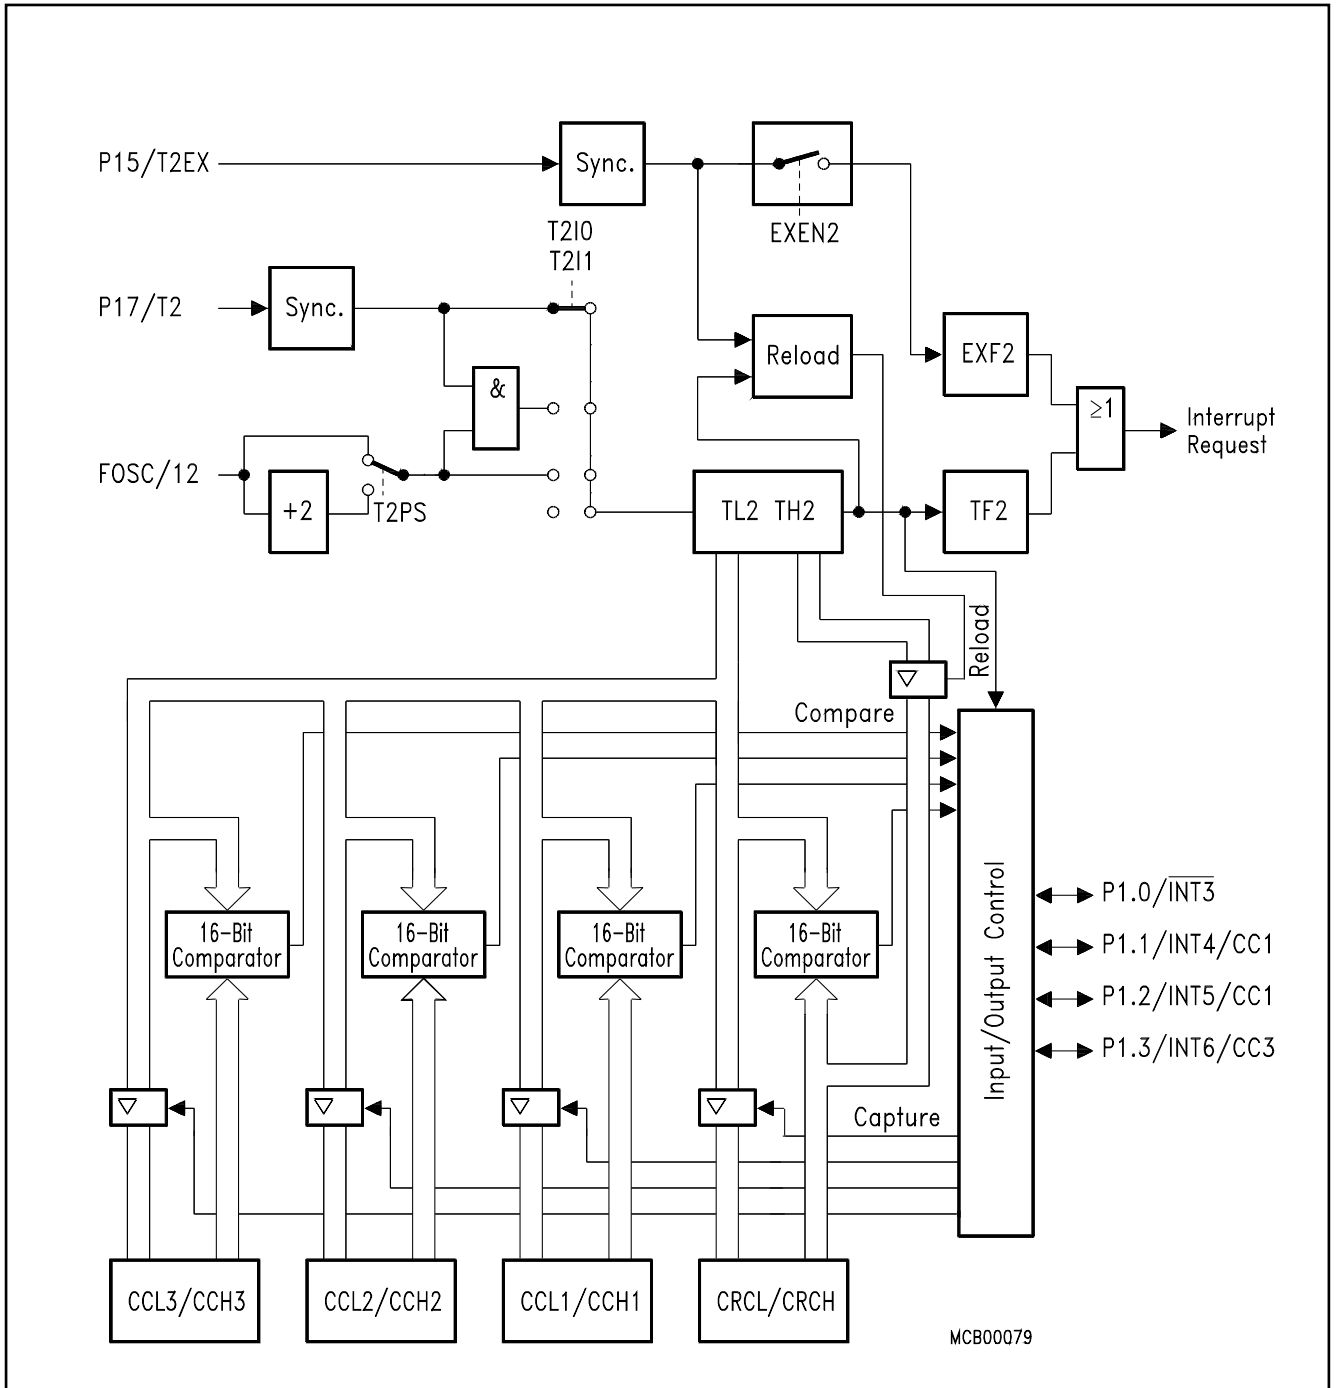 P15/T2EX
Sync.
EXEN2
T2I0
T2I1
P17/T2
Sync.
Reload
EXF2
&
≥1
Interrupt
Request
FOSC/12
+2
T2PS
TL2 TH2
TF2
Reload
Compare
16-Bit
Comparator
16-Bit
Comparator
16-Bit
Comparator
16-Bit
Comparator
Input/Output Control
P1.0/INT3
P1.1/INT4/CC1
P1.2/INT5/CC1
P1.3/INT6/CC3
Capture
CCL3/CCH3
CCL2/CCH2
CCL1/CCH1
CRCL/CRCH
MCB00079